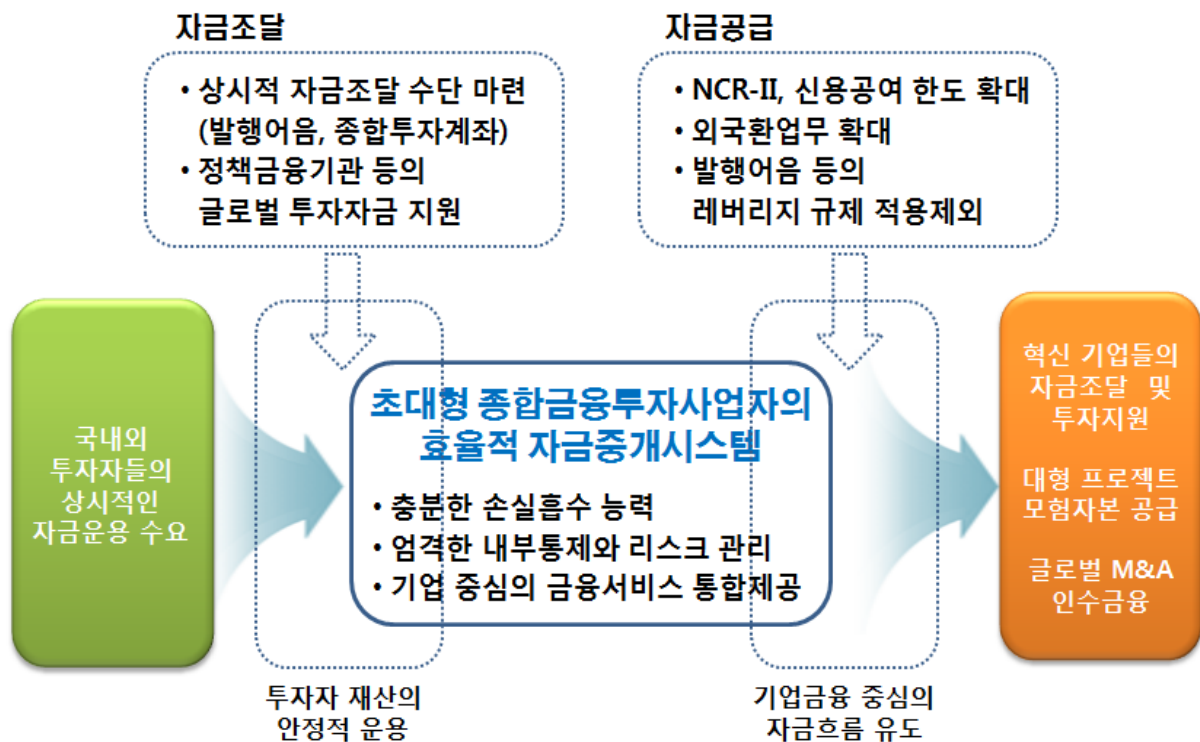 자금조달
• 상시적 자금조달 수단 마련
(발행어음, 종합투자계좌)
• 정책금융기관 등의
글로벌 투자자금 지원
자금공급
• NCR-II, 신용공여 한도 확대
• 외국환업무 확대
• 발행어음 등의
레버리지 규제 적용제외
국내외
투자자들의
상시적인
자금운용 수요
초대형 종합금융투자사업자의
효율적 자금중개시스템
• 충분한 손실흡수 능력
• 엄격한 내부통제와 리스크 관리
• 기업 중심의 금융서비스 통합제공
혁신 기업들의
자금조달 및
투자지원
대형 프로젝트
모험자본 공급
글로벌 M&A
인수금융
투자자 재산의
안정적 운용
기업금융 중심의
자금흐름 유도